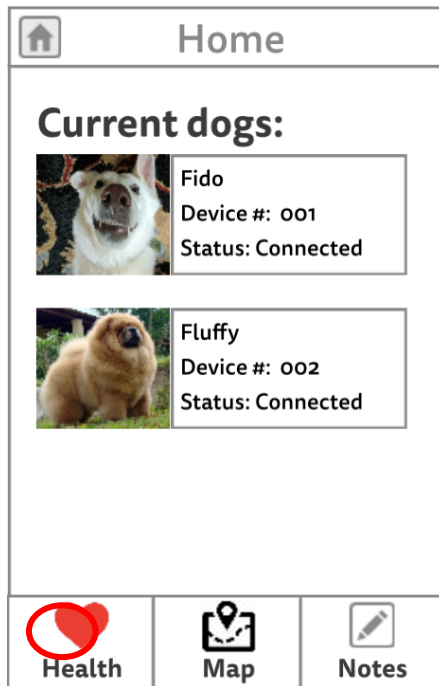 Home
Current dogs:
Fido
Device #: 001
Status: Connected
Fluffy
Device #: 002
Status: Connected
Health
Map
Notes